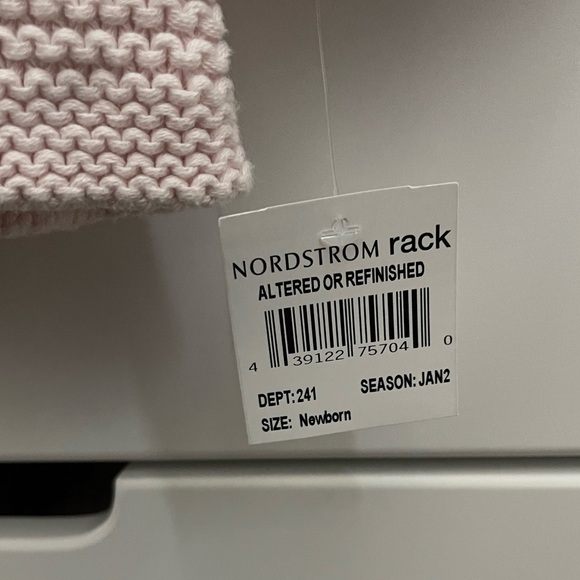 NORDSTROM rack
ALTERED OR REFINISHED
4 39122 75704 0
DEPT: 241 SEASON: JAN2
SIZE: Newborn